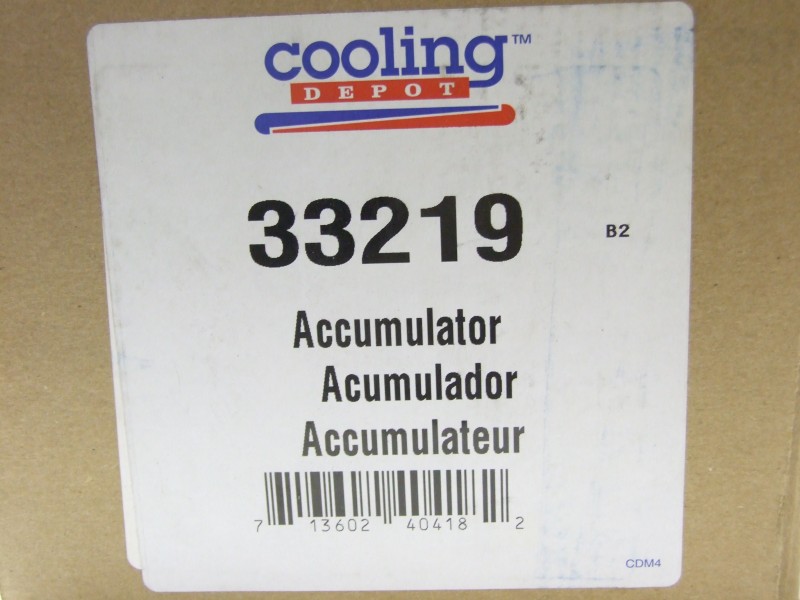 cooling™
DEPOT
33219
B2
Accumulator
Acumulador
Accumulateur
7 13602 40418 2
CDM4